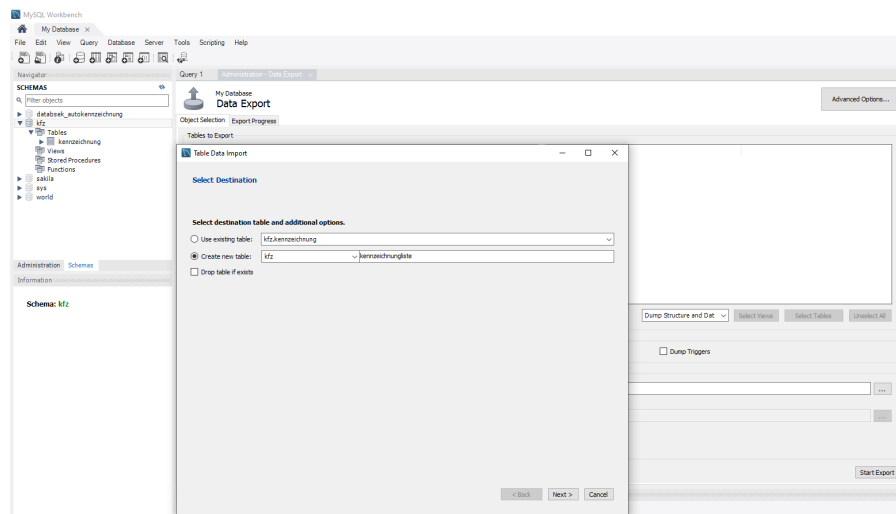 MySQL Workbench
My Database ×
File Edit View Query Database Server Tools Scripting Help
Navigator
SCHEMAS
Filter objects
databsek_autokennzeichnung
kfz
Tables
kennzeichnung
Views
Stored Procedures
Functions
sakila
sys
world
Administration Schemas
Information
Schema: kfz
Query 1 Administration - Data Export ×
My Database
Data Export
Advanced Options...
Object Selection Export Progress
Tables to Export
Table Data Import
Select Destination
Select destination table and additional options.
Use existing table: kfz.kennzeichnung
Create new table: kfz kennzeichnungliste
Drop table if exists
< Back Next > Cancel
Dump Structure and Dat Select Views Select Tables Unselect All
Dump Triggers
...
...
Start Export